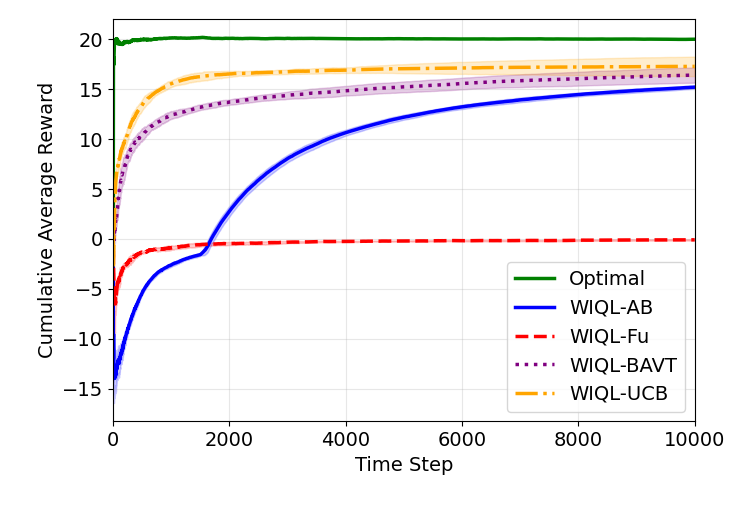 20
15
10
5
0
−5
−10
−15
Cumulative Average Reward
0 2000 4000 6000 8000 10000
Time Step
Optimal
WIQL-AB
WIQL-Fu
WIQL-BAVT
WIQL-UCB